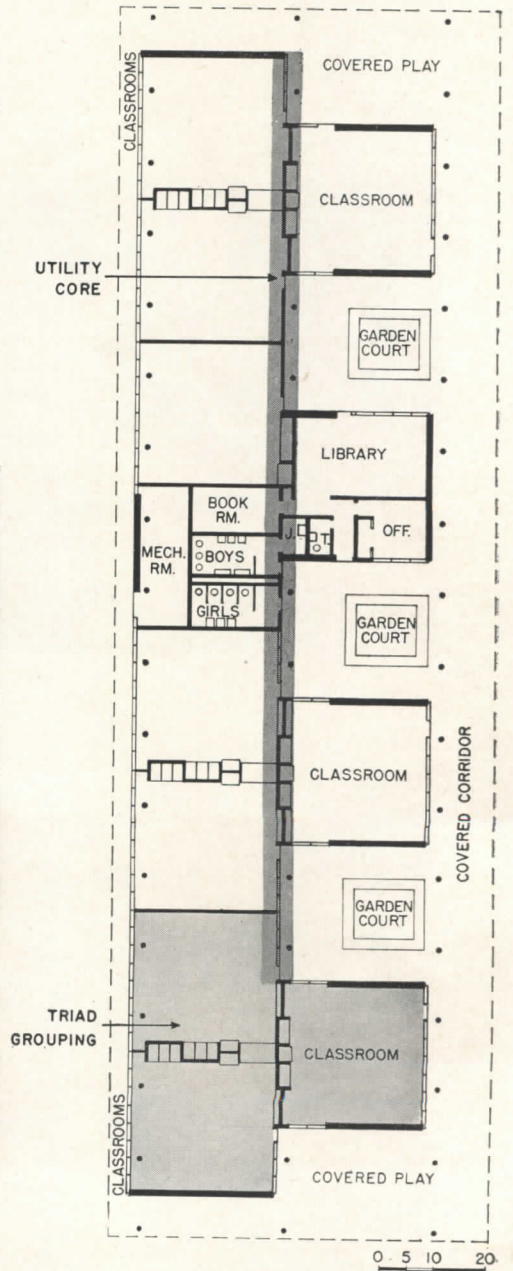 COVERED PLAY
CLASSROOMS
CLASSROOM
UTILITY
CORE
GARDEN
COURT
LIBRARY
BOOK
RM.
J.
T.
OFF.
MECH.
RM.
BOYS
GIRLS
GARDEN
COURT
CLASSROOM
COVERED CORRIDOR
GARDEN
COURT
TRIAD
GROUPING
CLASSROOM
CLASSROOMS
COVERED PLAY
0 5 10 20